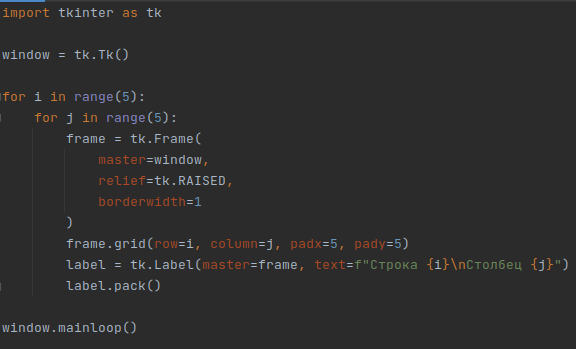 import tkinter as tk
window = tk.Tk()
for i in range(5):
    for j in range(5):
        frame = tk.Frame(
            master=window,
            relief=tk.RAISED,
            borderwidth=1
        )
        frame.grid(row=i, column=j, padx=5, pady=5)
        label = tk.Label(master=frame, text=f"Строка {i}\nСтолбец {j}")
        label.pack()
window.mainloop()